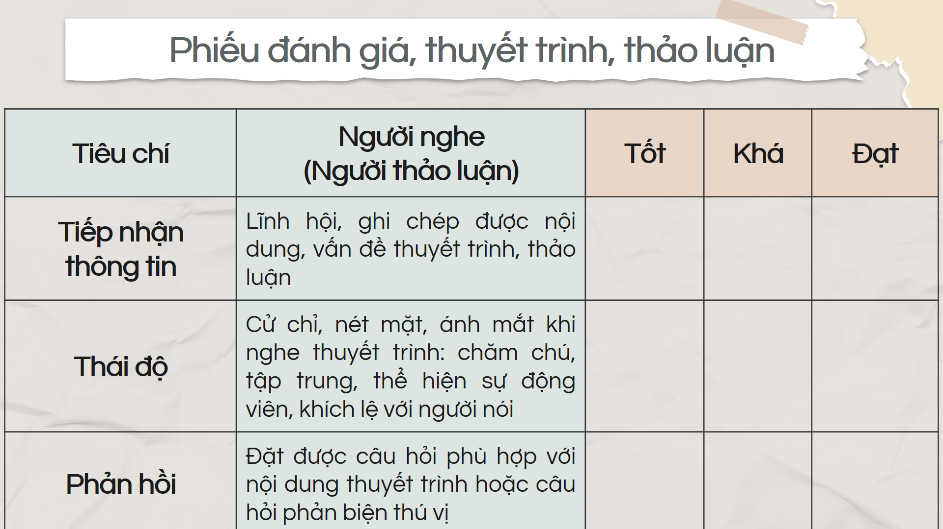 Phiếu đánh giá, thuyết trình, thảo luận
Tiêu chí
Người nghe
(Người thảo luận)
Tốt
Khá
Đạt
Tiếp nhận
thông tin
Lĩnh hội, ghi chép được nội
dung, vấn đề thuyết trình, thảo
luận
Thái độ
Cử chỉ, nét mặt, ánh mắt khi
nghe thuyết trình: chăm chú,
tập trung, thể hiện sự động
viên, khích lệ với người nói
Phản hồi
Đặt được câu hỏi phù hợp với
nội dung thuyết trình hoặc câu
hỏi phản biện thú vị